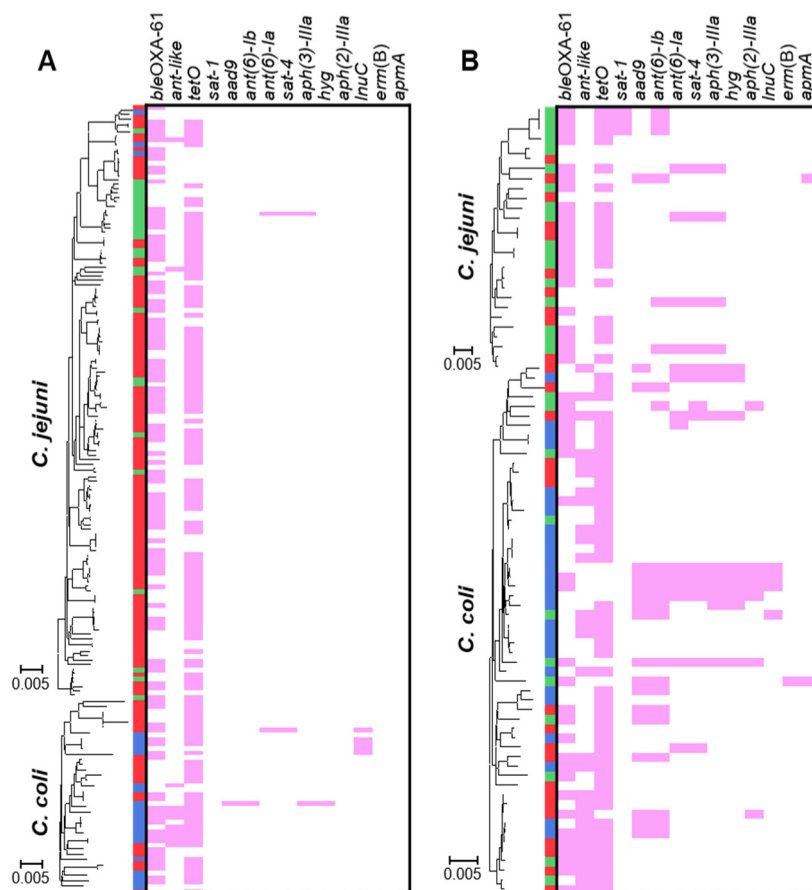 A
bleOXA-61
ant-like
tetO
sat-1
aad9
ant(6)-Ib
ant(6)-Ia
sat-4
aph(3)-IIIa
hyg
aph(2)-IIIa
lnuC
erm(B)
apmA
C. jejuni
0.005
C. coli
0.005
B
bleOXA-61
ant-like
tetO
sat-1
aad9
ant(6)-Ib
ant(6)-Ia
sat-4
aph(3)-IIIa
hyg
aph(2)-IIIa
lnuC
erm(B)
apmA
C. jejuni
0.005
C. coli
0.005